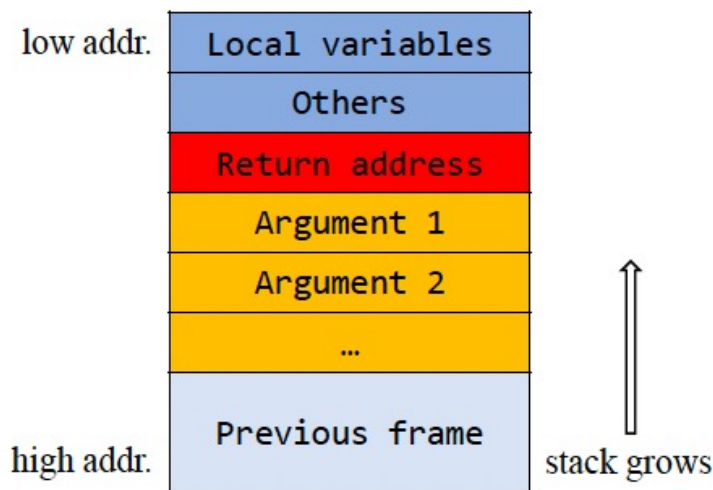 low addr.
Local variables
Others
Return address
Argument 1
Argument 2
…
Previous frame
high addr.
stack grows